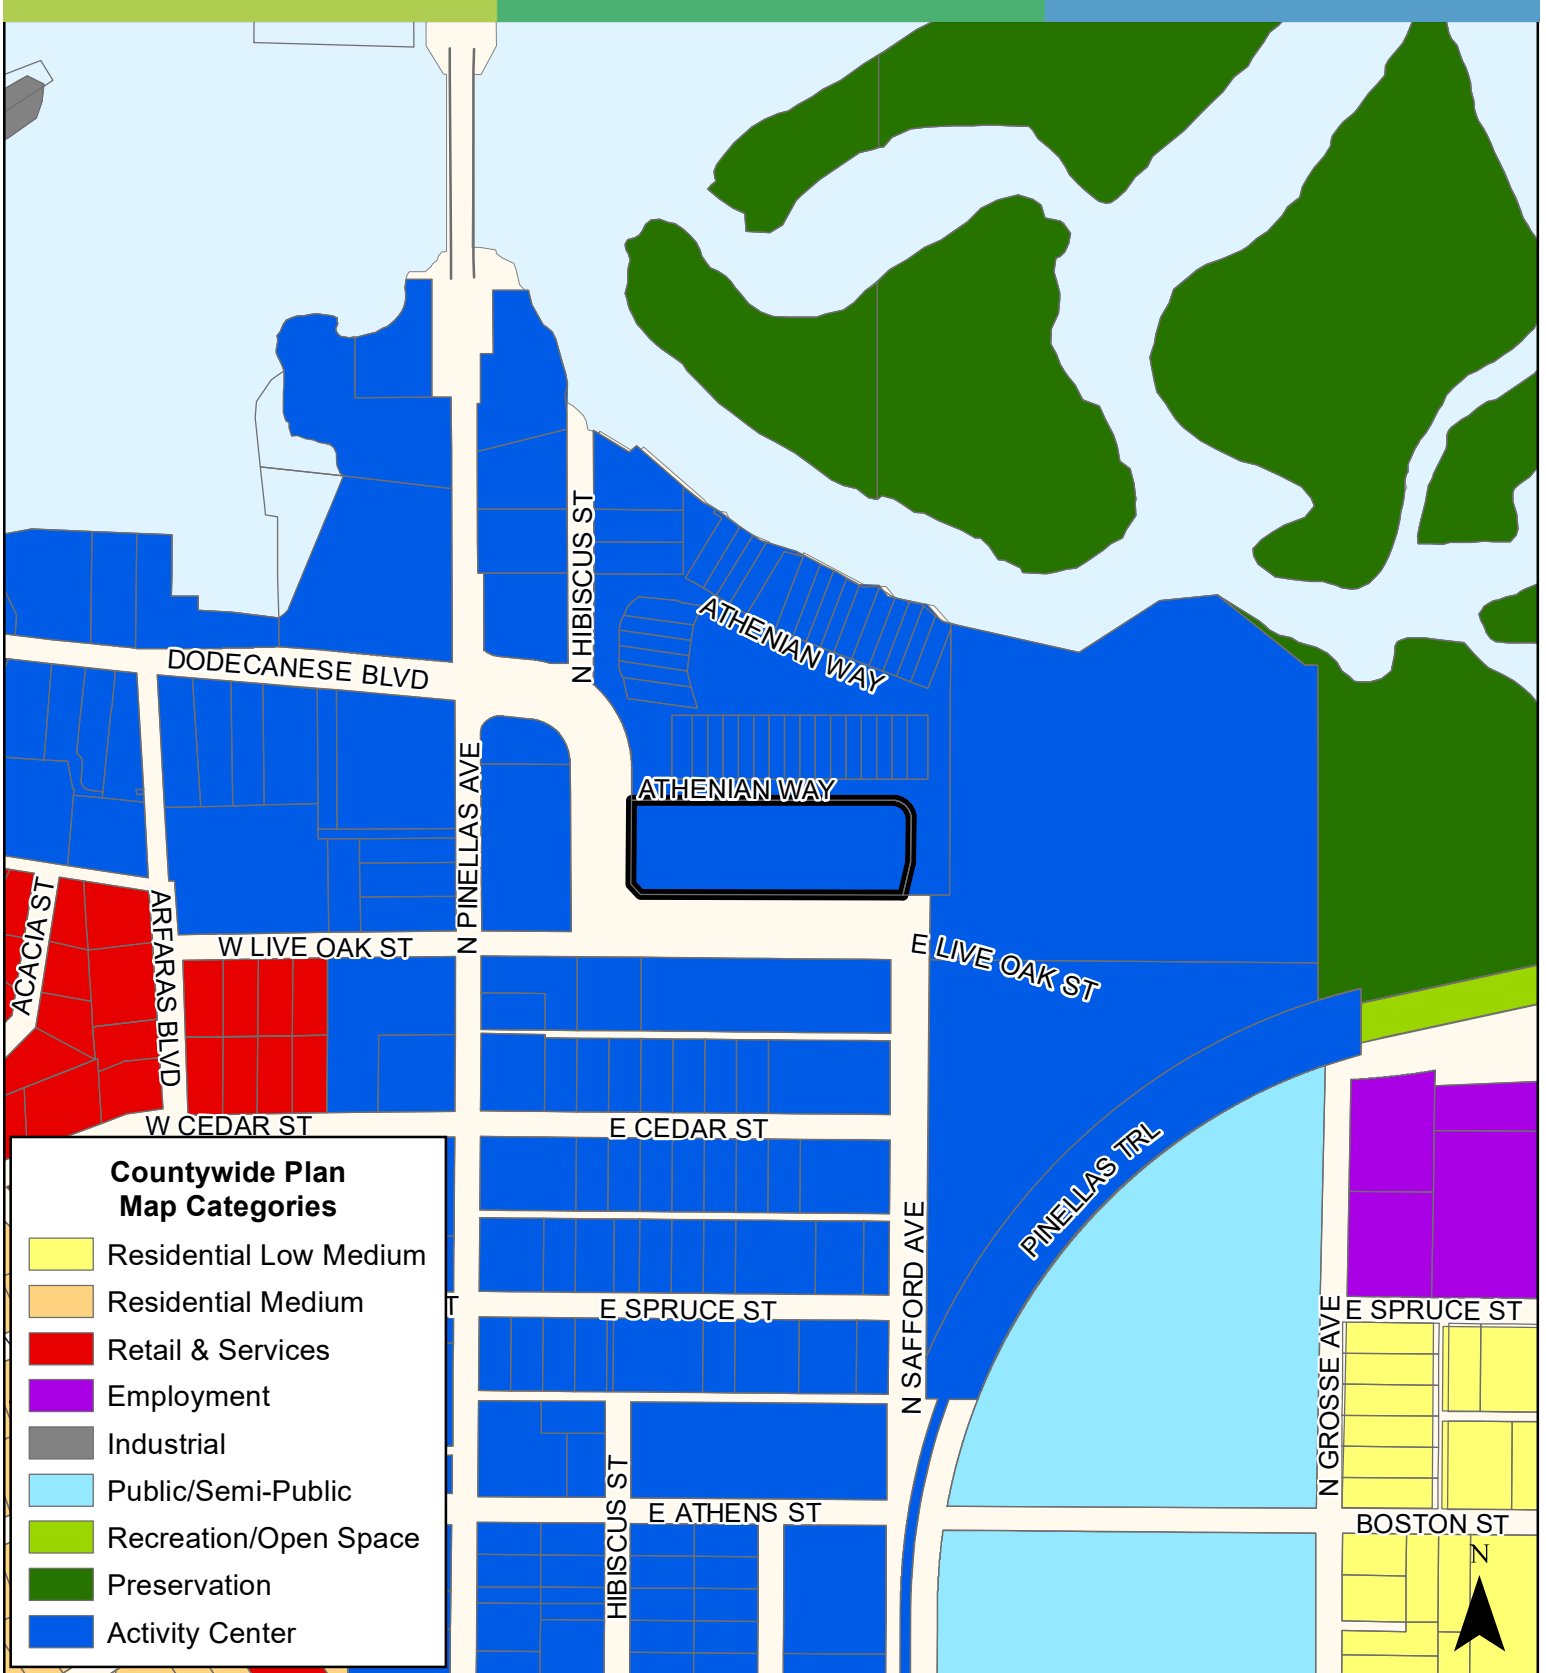 N HIBISCUS ST
ATHENIAN WAY
DODECANESE BLVD
N PINELLAS AVE
ATHENIAN WAY
ACACIA ST
ARFARAS BLVD
W LIVE OAK ST
E LIVE OAK ST
W CEDAR ST
E CEDAR ST
PINELLAS TRL
N SAFFORD AVE
T
E SPRUCE ST
E SPRUCE ST
N GROSSE AVE
HIBISCUS ST
E ATHENS ST
BOSTON ST
N
Countywide Plan
Map Categories
Residential Low Medium
Residential Medium
Retail & Services
Employment
Industrial
Public/Semi-Public
Recreation/Open Space
Preservation
Activity Center